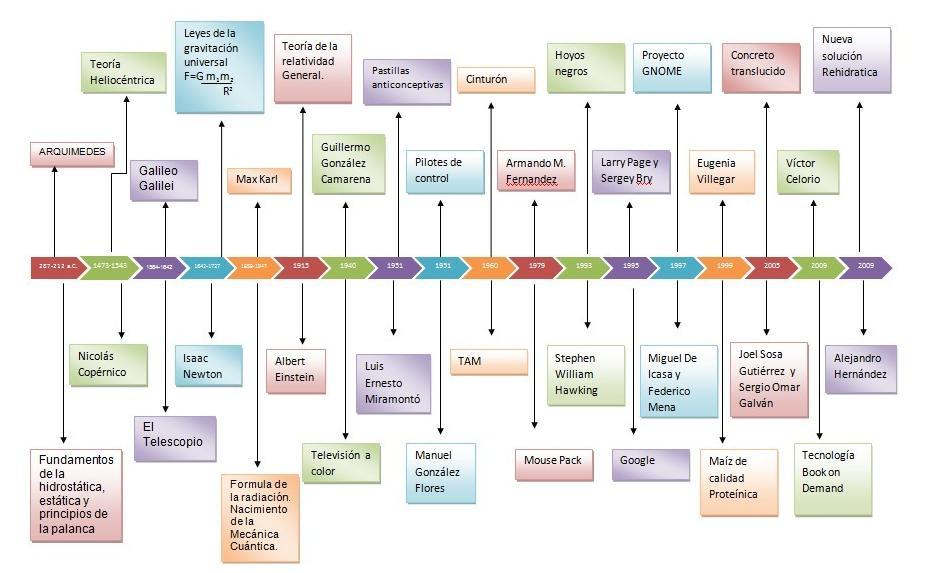 Teoría
Heliocéntrica
Leyes de la
gravitación
universal
F=G m₁m₂
R²
Teoría de la
relatividad
General.
Pastillas
anticonceptivas
Cinturón
Hoyos
negros
Proyecto
GNOME
Concreto
translucido
Nueva
solución
Rehidratica
ARQUIMEDES
Galileo
Galilei
Max Karl
Guillermo
González
Camarena
Pilotes de
control
Armando M.
Fernandez
Larry Page y
Sergey Bry
Eugenia
Villegar
Víctor
Celorio
287-212 a.C.
1473-1543
1564-1642
1642-1727
1915
1940
1951
1951
1960
1979
1993
1995
1997
1999
2005
2009
2009
Nicolás
Copérnico
Isaac
Newton
Albert
Einstein
Luis
Ernesto
Miramontó
TAM
Stephen
William
Hawking
Miguel De
Icasa y
Federico
Mena
Joel Sosa
Gutiérrez y
Sergio Omar
Galván
Alejandro
Hernández
Fundamentos
de la
hidrostática,
estática y
principios de
la palanca
El
Telescopio
Formula de
la radiación.
Nacimiento
de la
Mecánica
Cuántica.
Televisión a
color
Manuel
González
Flores
Mouse Pack
Google
Maíz de
calidad
Proteínica
Tecnología
Book on
Demand